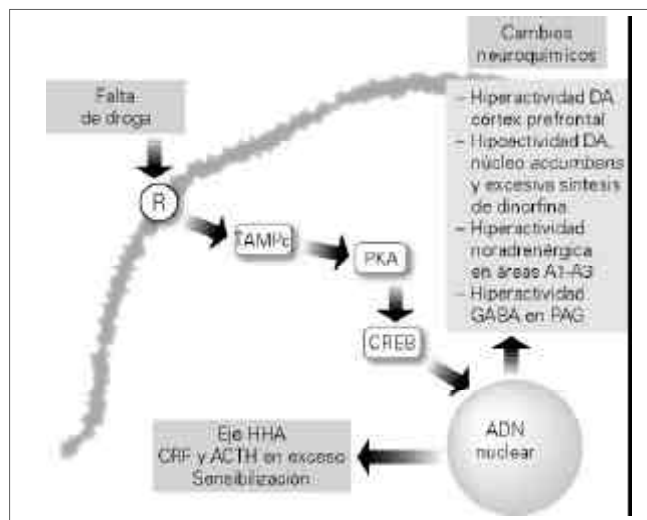 Cambios
neuroquímicos
Falta
de droga
– Hiperactividad DA,
córtex prefrontal
– Hipoactividad DA,
núcleo accumbens
y excesiva síntesis
de dinorfina
– Hiperactividad
noradrenérgica
en áreas A1-A3
– Hiperactividad
GABA en PAG
R
↑AMPc
PKA
CREB
ADN
nuclear
Eje HHA
CRF y ACTH en exceso
Sensibilización